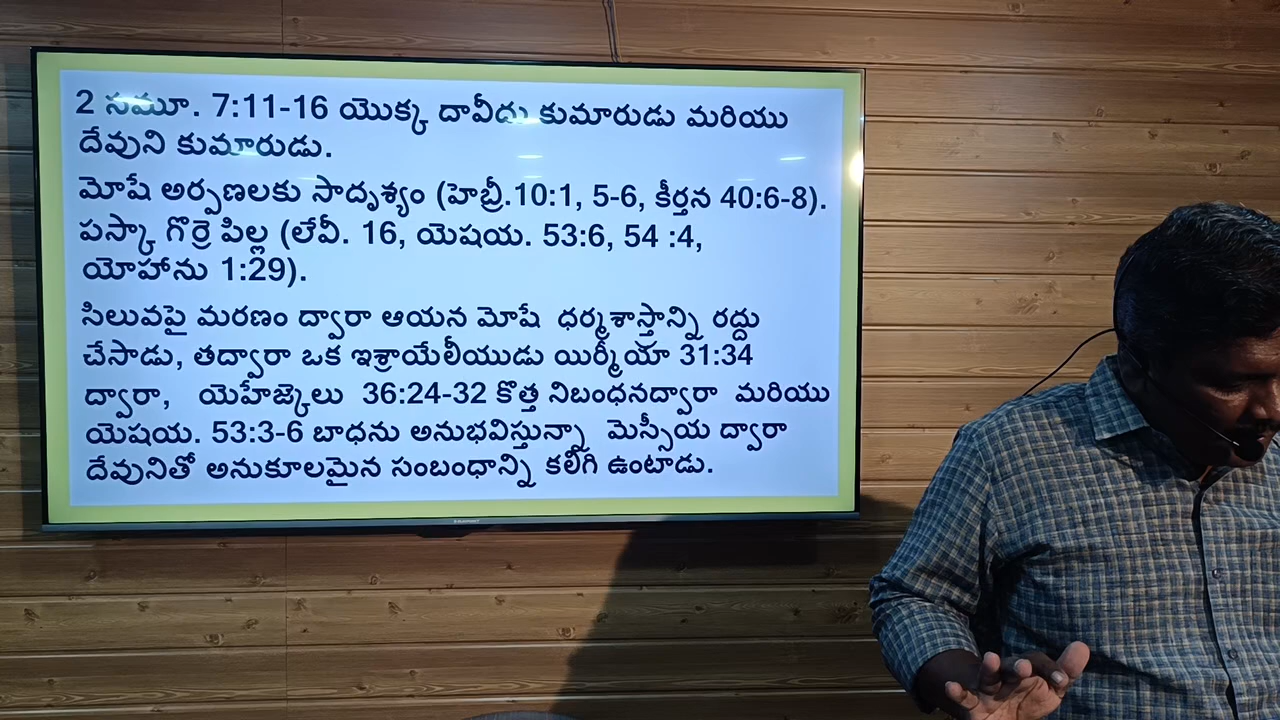 2 సమూ. 7:11-16 యొక్క దావీదు కుమారుడు మరియు
దేవుని కుమారుడు.
మోషే అర్పణలకు సాదృశ్యం (హెబ్రీ.10:1, 5-6, కీర్తన 40:6-8).
పస్కా గొర్రె పిల్ల (లేవీ. 16, యెషయ. 53:6, 54 :4,
యోహాను 1:29).
సిలువపై మరణం ద్వారా ఆయన మోషే ధర్మశాస్త్రాన్ని రద్దు
చేసాడు, తద్వారా ఒక ఇశ్రాయేలీయుడు యిర్మీయా 31:34
ద్వారా, యెహేజ్కెలు 36:24-32 కొత్త నిబంధనద్వారా మరియు
యెషయ. 53:3-6 బాధను అనుభవిస్తున్నా మెస్సీయ ద్వారా
దేవునితో అనుకూలమైన సంబంధాన్ని కలిగి ఉంటాడు.